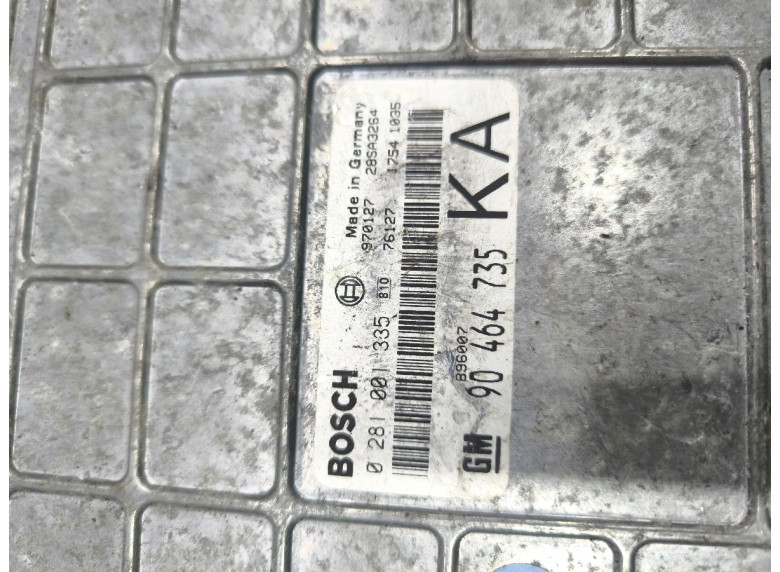 BOSCH
Made in Germany
0 281 001 335
B10
970127
28SA3264
76127
1754 1035
B96007
GM 90 464 735 KA